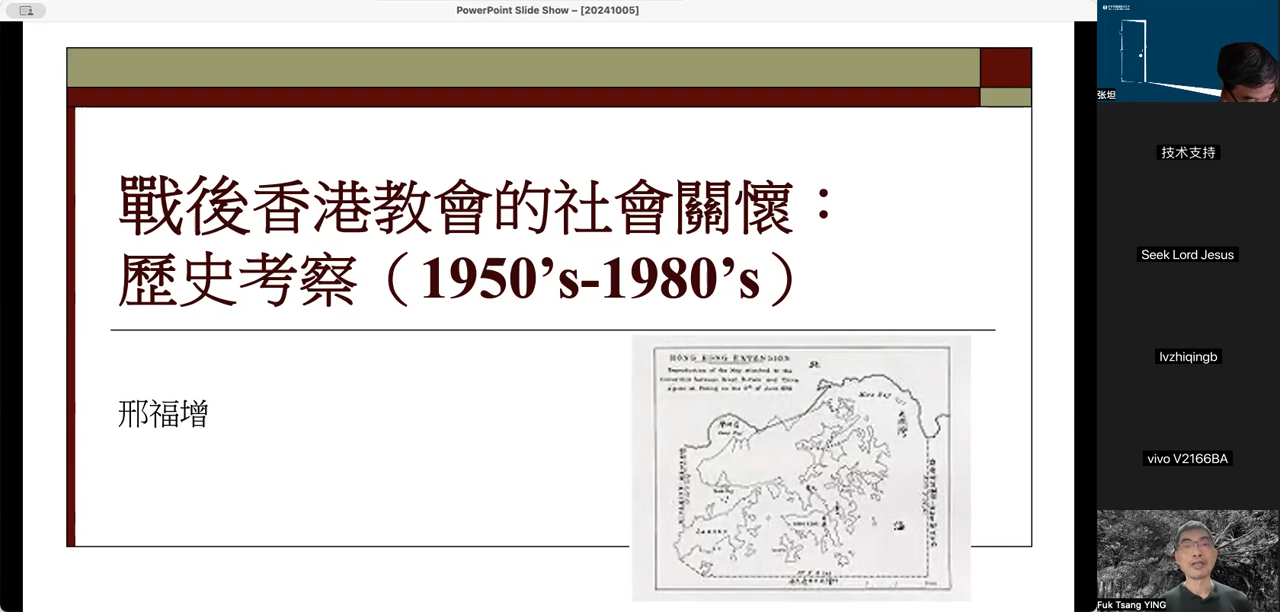 PowerPoint Slide Show – [20241005]
戰後香港教會的社會關懷：
歷史考察（1950’s-1980’s）
邢福增
HONG KONG EXTENSION
北
海
张坦
技术支持
Seek Lord Jesus
lvzhiqingb
vivo V2166BA
Fuk Tsang YING